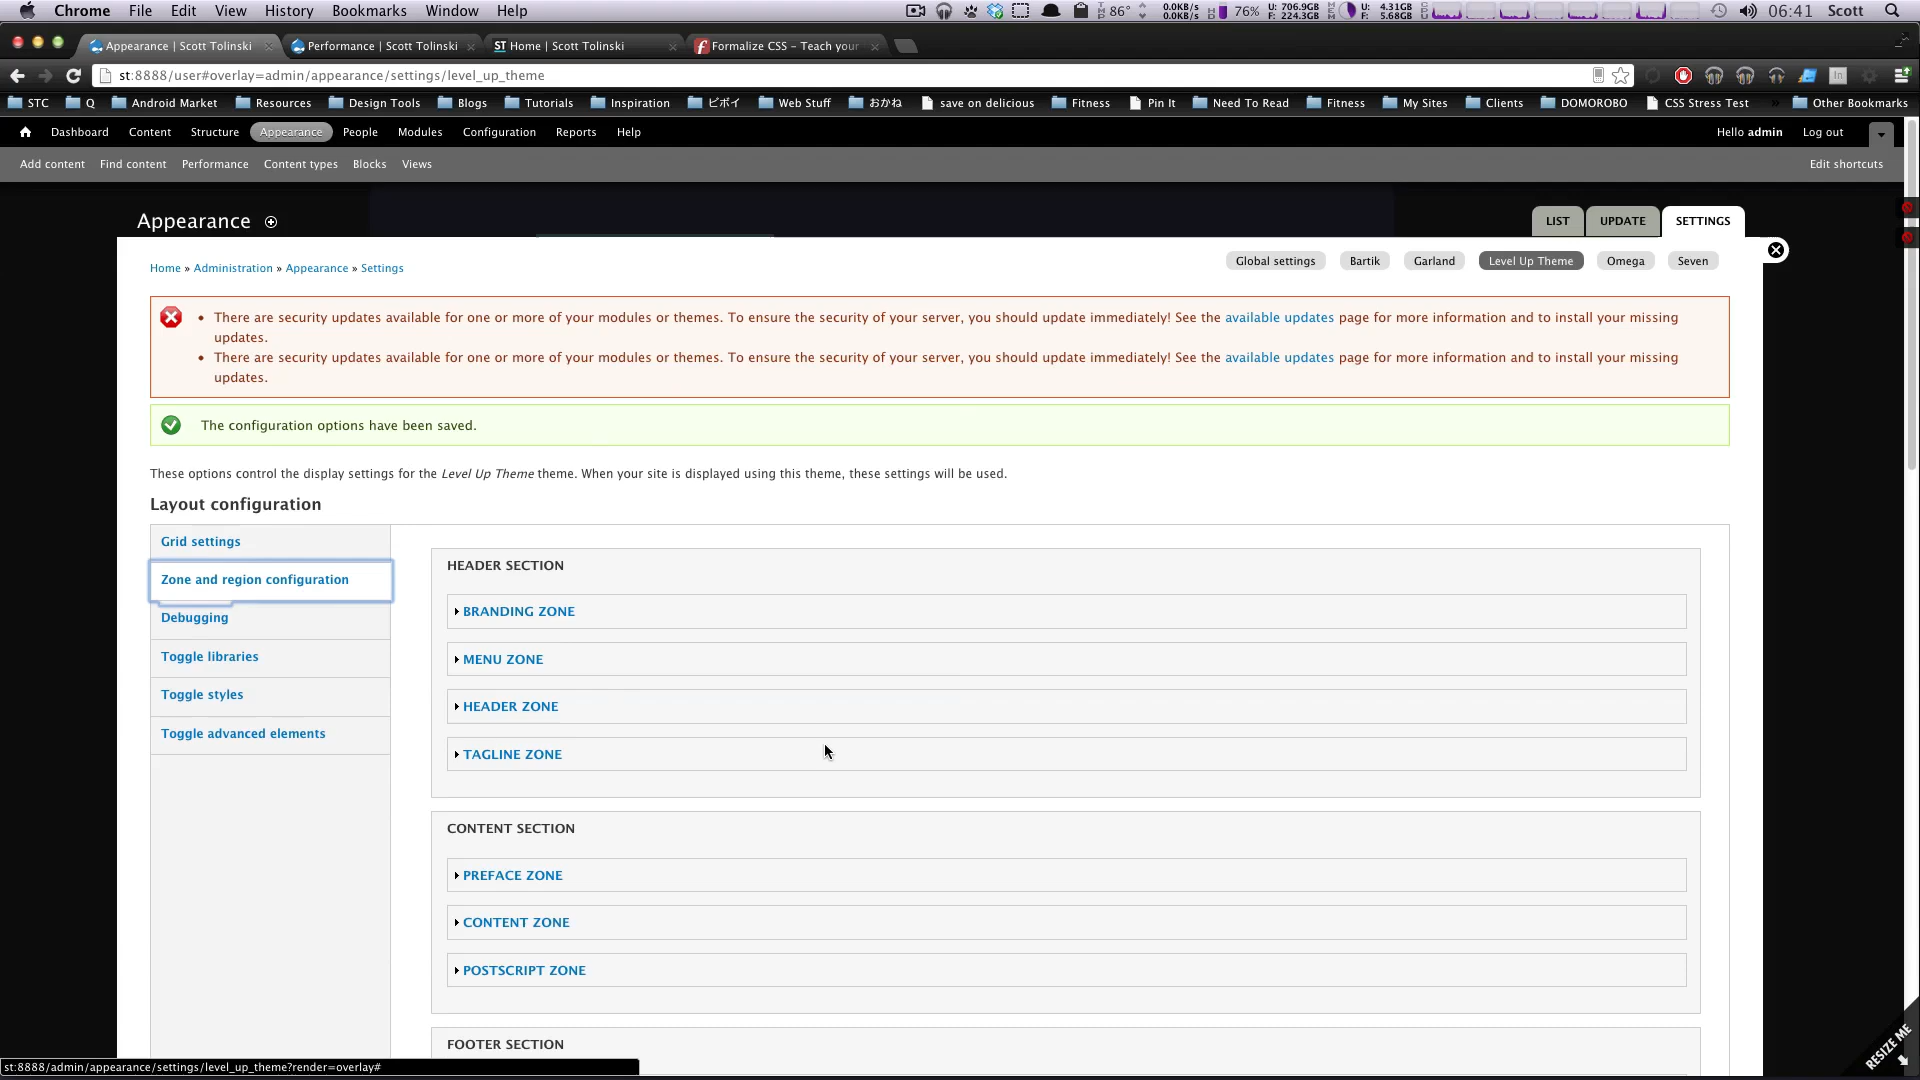 Chrome File Edit View History Bookmarks Window Help 86° 0.0KB/s 0.0KB/s 76% U: 706.9GB F: 224.3GB U: 4.31GB F: 5.68GB 06:41 Scott
Appearance | Scott Tolinski Performance | Scott Tolinski ST Home | Scott Tolinski Formalize CSS – Teach your
st:8888/user#overlay=admin/appearance/settings/level_up_theme
STC Q Android Market Resources Design Tools Blogs Tutorials Inspiration ビボイ Web Stuff おかね save on delicious Fitness Pin It Need To Read Fitness My Sites Clients DOMOROBO CSS Stress Test » Other Bookmarks
Dashboard Content Structure Appearance People Modules Configuration Reports Help Hello admin Log out
Add content Find content Performance Content types Blocks Views Edit shortcuts
Appearance LIST UPDATE SETTINGS
Home » Administration » Appearance » Settings Global settings Bartik Garland Level Up Theme Omega Seven
• There are security updates available for one or more of your modules or themes. To ensure the security of your server, you should update immediately! See the available updates page for more information and to install your missing
updates.
• There are security updates available for one or more of your modules or themes. To ensure the security of your server, you should update immediately! See the available updates page for more information and to install your missing
updates.
The configuration options have been saved.
These options control the display settings for the Level Up Theme theme. When your site is displayed using this theme, these settings will be used.
Layout configuration
Grid settings
Zone and region configuration
Debugging
Toggle libraries
Toggle styles
Toggle advanced elements
HEADER SECTION
BRANDING ZONE
MENU ZONE
HEADER ZONE
TAGLINE ZONE
CONTENT SECTION
PREFACE ZONE
CONTENT ZONE
POSTSCRIPT ZONE
FOOTER SECTION
RESIZE ME
st:8888/admin/appearance/settings/level_up_theme?render=overlay#